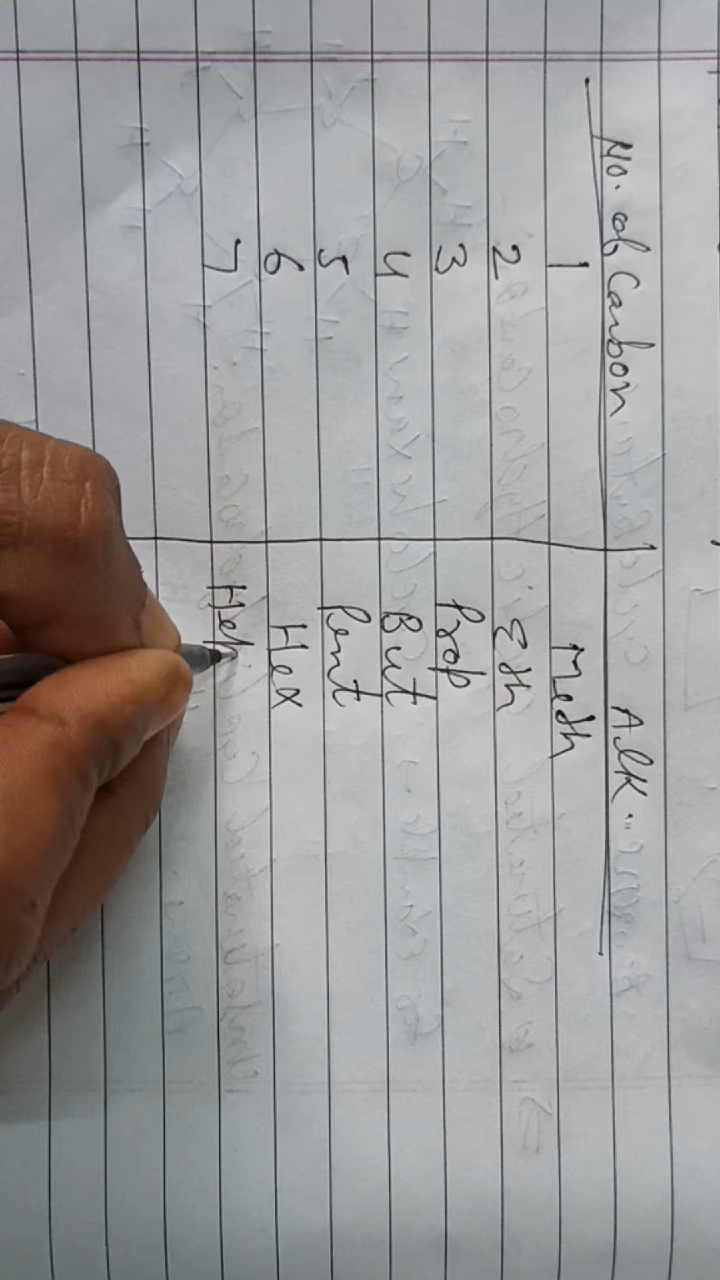 No. of Carbon Alk..
1 Meth
2 Eth
3 Prop
4 But
5 Pent
6 Hex
7 Hep